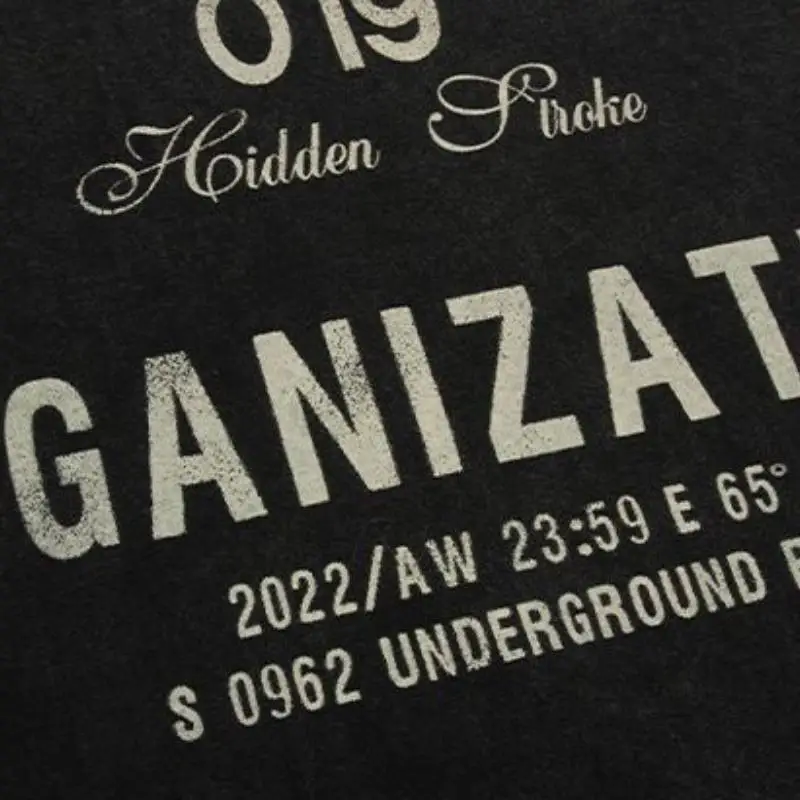 019
Hidden Stroke
GANIZAT
2022/AW 23:59 E 65°
S 0962 UNDERGROUND